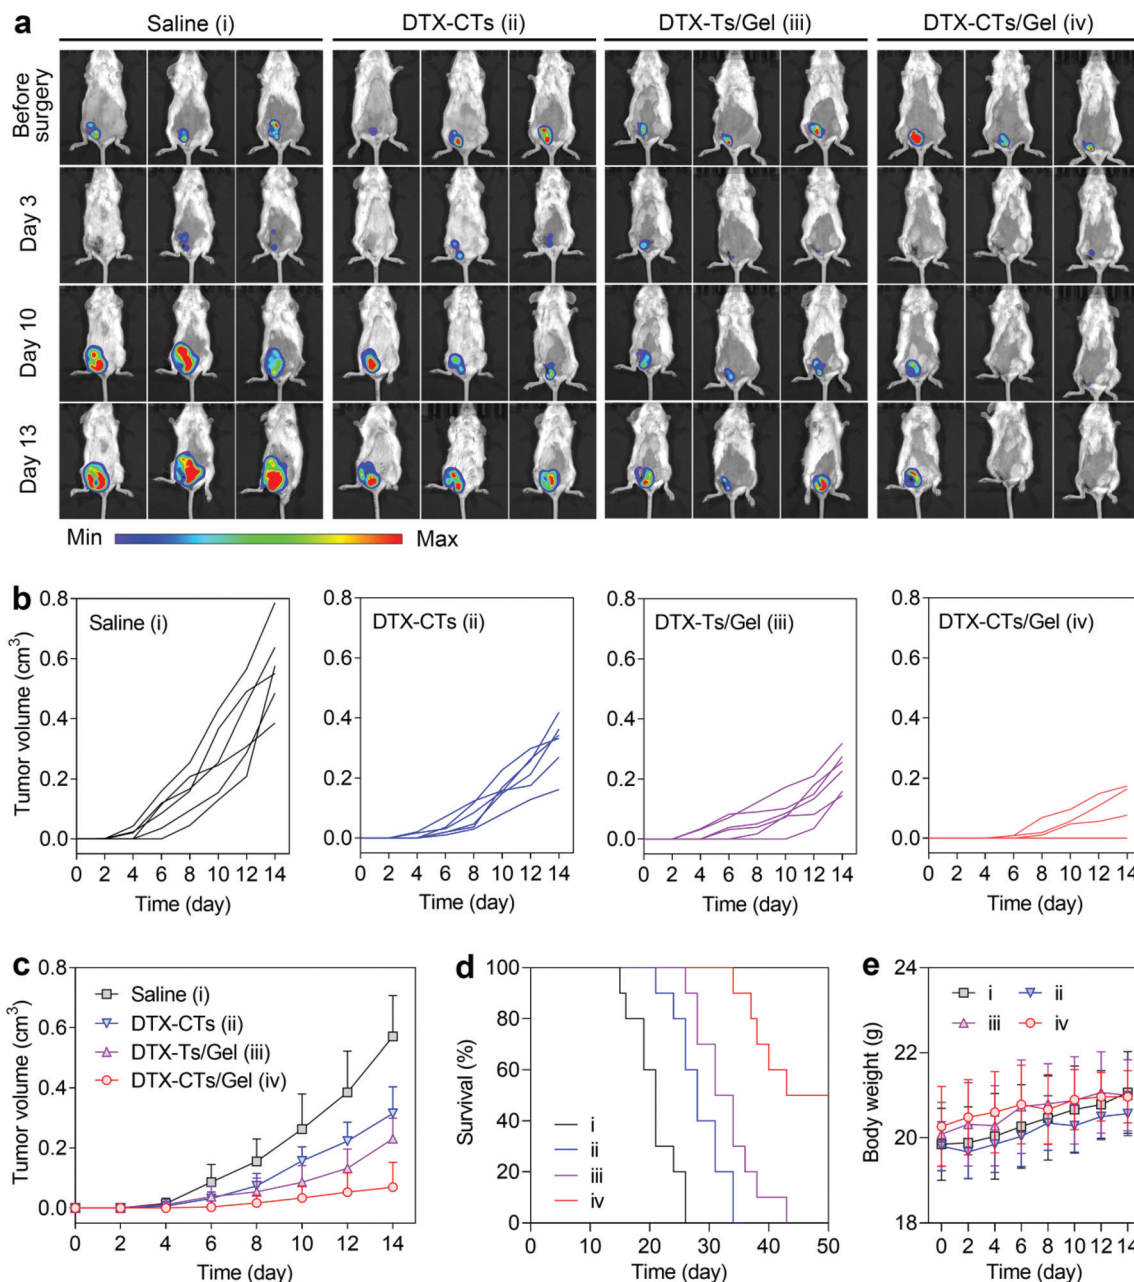 a
Saline (i) DTX-CTs (ii) DTX-Ts/Gel (iii) DTX-CTs/Gel (iv)
Before
surgery
Day 3
Day 10
Day 13
Min Max
b
Tumor volume (cm³)
0.8 0.6 0.4 0.2 0.0
Saline (i)
0 2 4 6 8 10 12 14
Time (day)
0.8 0.6 0.4 0.2 0.0
DTX-CTs (ii)
0 2 4 6 8 10 12 14
Time (day)
0.8 0.6 0.4 0.2 0.0
DTX-Ts/Gel (iii)
0 2 4 6 8 10 12 14
Time (day)
0.8 0.6 0.4 0.2 0.0
DTX-CTs/Gel (iv)
0 2 4 6 8 10 12 14
Time (day)
c
Tumor volume (cm³)
0.8 0.6 0.4 0.2 0.0
Saline (i)
DTX-CTs (ii)
DTX-Ts/Gel (iii)
DTX-CTs/Gel (iv)
0 2 4 6 8 10 12 14
Time (day)
d
Survival (%)
100 80 60 40 20 0
i
ii
iii
iv
0 10 20 30 40 50
Time (day)
e
Body weight (g)
24 22 20 18
i ii
iii iv
0 2 4 6 8 10 12 14
Time (day)